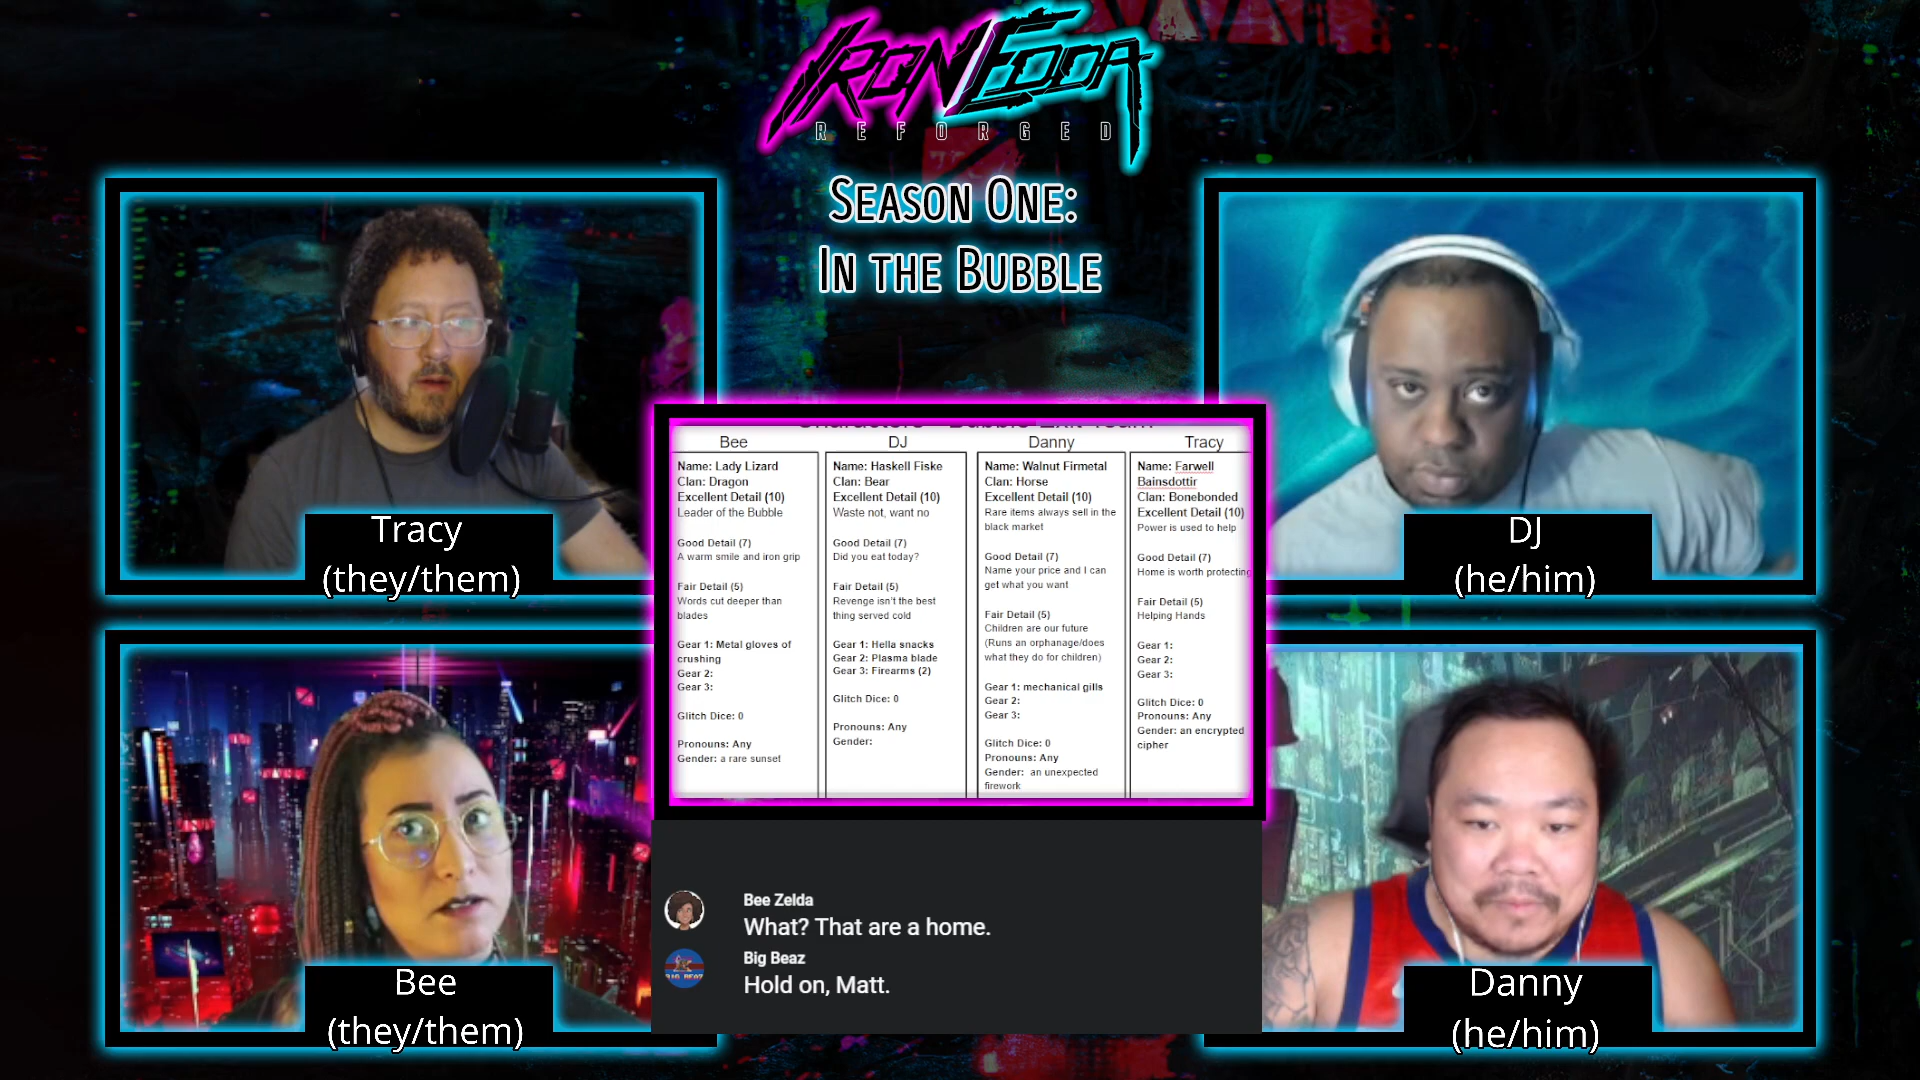 IRON EDDA
REFORGED
SEASON ONE:
IN THE BUBBLE
Tracy
(they/them)
DJ
(he/him)
Bee
(they/them)
Danny
(he/him)
Bee
Name: Lady Lizard
Clan: Dragon
Excellent Detail (10)
Leader of the Bubble
Good Detail (7)
A warm smile and iron grip
Fair Detail (5)
Words cut deeper than
blades
Gear 1: Metal gloves of
crushing
Gear 2:
Gear 3:
Glitch Dice: 0
Pronouns: Any
Gender: a rare sunset
DJ
Name: Haskell Fiske
Clan: Bear
Excellent Detail (10)
Waste not, want no
Good Detail (7)
Did you eat today?
Fair Detail (5)
Revenge isn't the best
thing served cold
Gear 1: Hella snacks
Gear 2: Plasma blade
Gear 3: Firearms (2)
Glitch Dice: 0
Pronouns: Any
Gender:
Danny
Name: Walnut Firmetal
Clan: Horse
Excellent Detail (10)
Rare items always sell in the
black market
Good Detail (7)
Name your price and I can
get what you want
Fair Detail (5)
Children are our future
(Runs an orphanage/does
what they do for children)
Gear 1: mechanical gills
Gear 2:
Gear 3:
Glitch Dice: 0
Pronouns: Any
Gender: an unexpected
firework
Tracy
Name: Farwell
Bainsdottir
Clan: Bonebonded
Excellent Detail (10)
Power is used to help
Good Detail (7)
Home is worth protecting
Fair Detail (5)
Helping Hands
Gear 1:
Gear 2:
Gear 3:
Glitch Dice: 0
Pronouns: Any
Gender: an encrypted
cipher
Bee Zelda
What? That are a home.
BIG BEAZ
Big Beaz
Hold on, Matt.